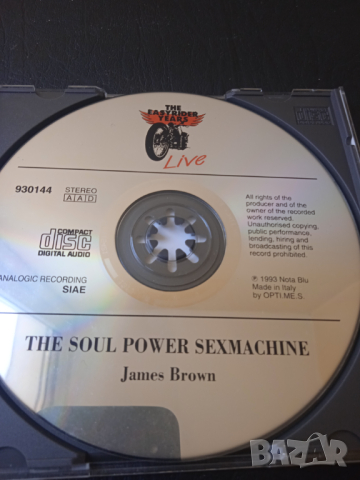 THE
EASYRIDER
YEARS
Live
930144
STEREO
AAD
COMPACT
disc
DIGITAL AUDIO
ANALOGIC RECORDING
SIAE
All rights of the
producer and of the
owner of the recorded
work reserved.
Unauthorised copying,
public performance,
lending, hiring and
broadcasting of this
record prohibited.
℗ 1993 Nota Blu
Made in Italy
by OPTI.ME.S.
THE SOUL POWER SEXMACHINE
James Brown
BAZAR.bg